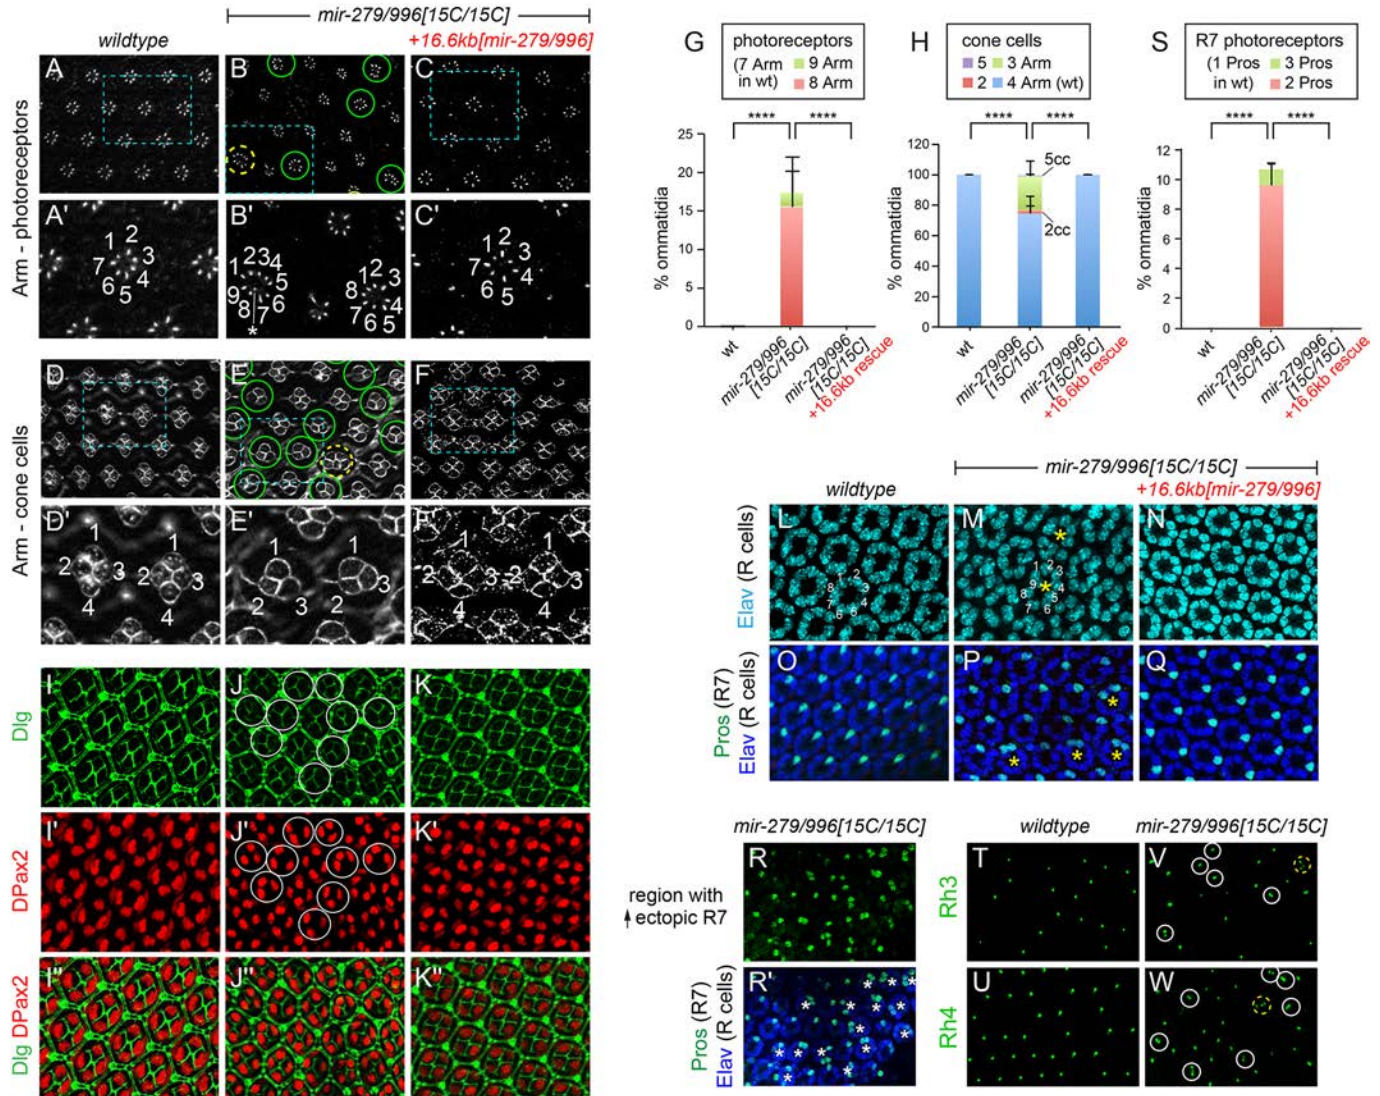 mir-279/996[15C/15C]
wildtype
+16.6kb[mir-279/996]
Arm - photoreceptors
A
B
C
A'
1 2 3 4 5 6 7
B'
1 2 3 4 5 6 7 8 9
*
1 2 3 4 5 6 7 8
C'
1 2 3 4 5 6 7
Arm - cone cells
D
E
F
D'
1 2 3 4
1 2 3 4
E'
1 2 3
1 2 3
F'
1 2 3 4
1 2 3 4
Dlg
I
J
K
DPax2
I'
J'
K'
Dlg DPax2
I"
J"
K"
G
photoreceptors
(7 Arm in wt)
9 Arm
8 Arm
****
****
% ommatidia
25
20
15
10
5
0
wt
mir-279/996 [15C/15C]
mir-279/996 [15C/15C] +16.6kb rescue
H
cone cells
5
3 Arm
2
4 Arm (wt)
****
****
% ommatidia
120
100
80
60
40
20
0
5cc
2cc
wt
mir-279/996 [15C/15C]
mir-279/996 [15C/15C] +16.6kb rescue
S
R7 photoreceptors
(1 Pros in wt)
3 Pros
2 Pros
****
****
% ommatidia
12
10
8
6
4
2
0
wt
mir-279/996 [15C/15C]
mir-279/996 [15C/15C] +16.6kb rescue
mir-279/996[15C/15C]
wildtype
+16.6kb[mir-279/996]
Elav (R cells)
L
1 2 3 4 5 6 7 8
M
1 2 3 4 5 6 8 9
* *
N
Pros (R7)
Elav (R cells)
O
P
* * * *
Q
mir-279/996[15C/15C]
region with
↑ ectopic R7
R
Pros (R7)
Elav (R cells)
R'
wildtype
mir-279/996[15C/15C]
Rh3
T
V
Rh4
U
W